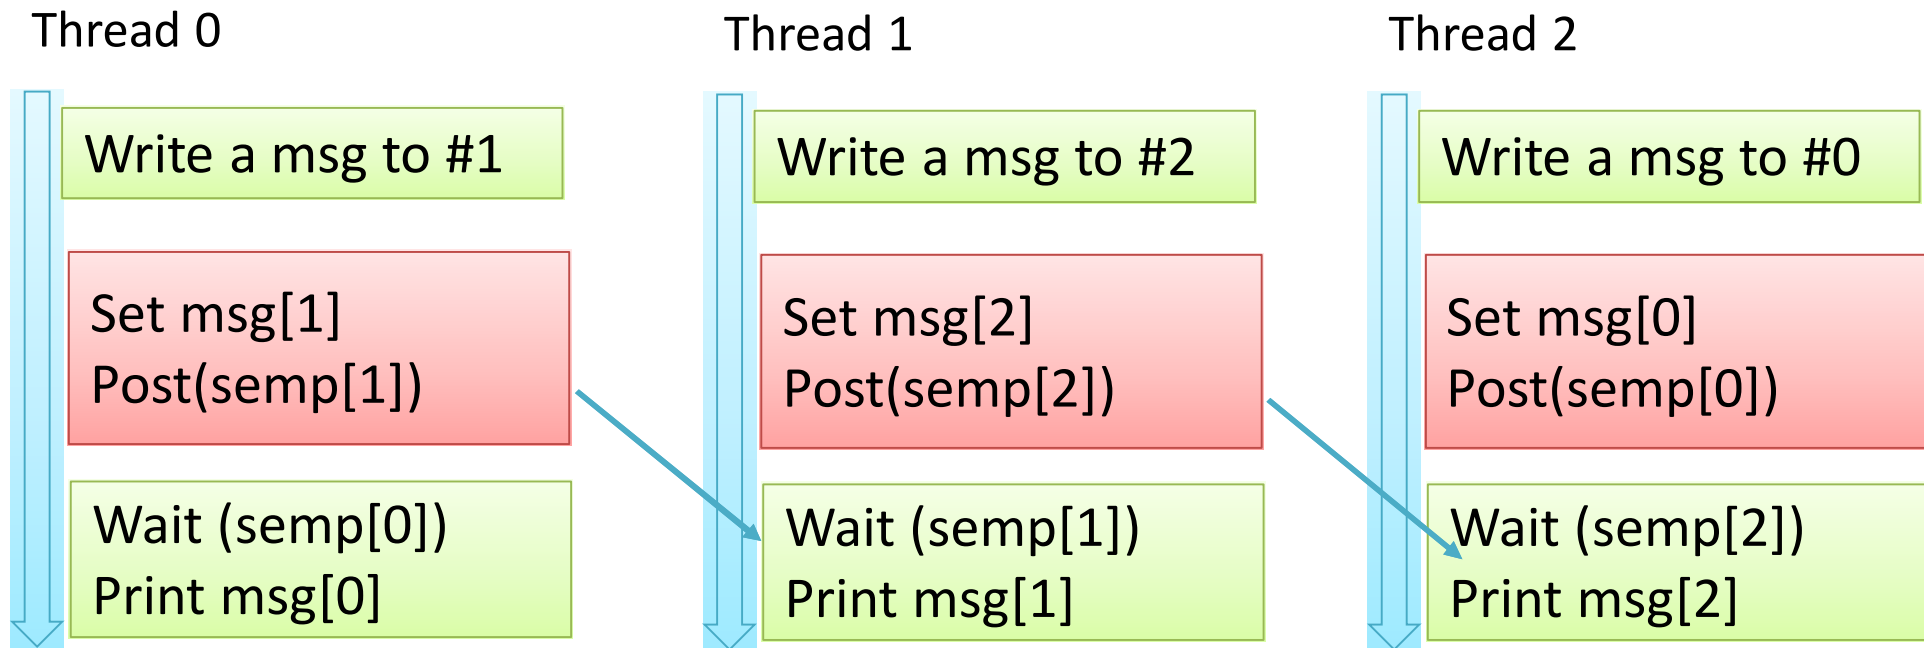 Thread 0
Write a msg to #1
Set msg[1]
Post(semp[1])
Wait (semp[0])
Print msg[0]
Thread 1
Write a msg to #2
Set msg[2]
Post(semp[2])
Wait (semp[1])
Print msg[1]
Thread 2
Write a msg to #0
Set msg[0]
Post(semp[0])
Wait (semp[2])
Print msg[2]